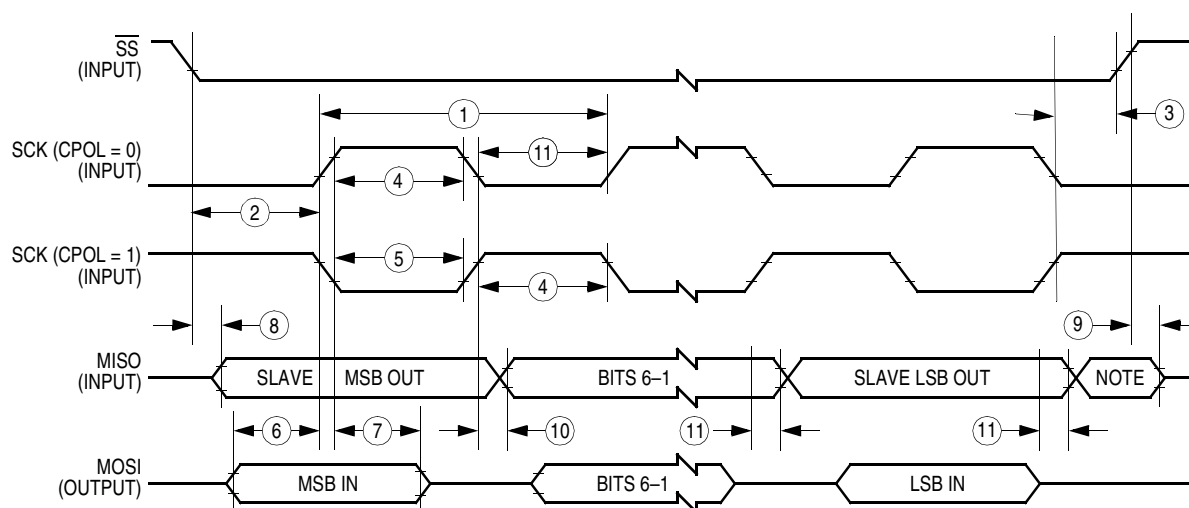 SS
(INPUT)
1
3
SCK (CPOL = 0)
(INPUT)
11
4
2
SCK (CPOL = 1)
(INPUT)
5
4
8
9
MISO
(INPUT)
SLAVE MSB OUT
BITS 6–1
SLAVE LSB OUT
NOTE
6
7
10
11
11
MOSI
(OUTPUT)
MSB IN
BITS 6–1
LSB IN